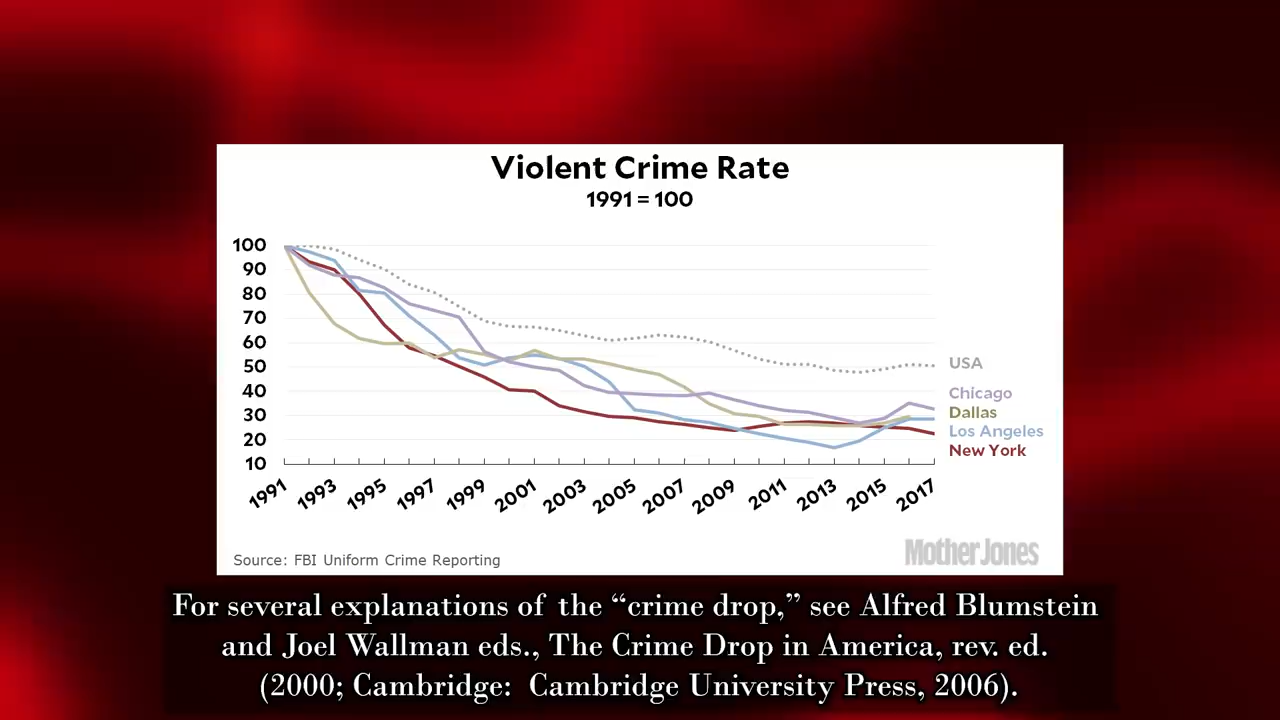 Violent Crime Rate
1991 = 100
100
90
80
70
60
50
40
30
20
10
USA
Chicago
Dallas
Los Angeles
New York
1991
1993
1995
1997
1999
2001
2003
2005
2007
2009
2011
2013
2015
2017
Source: FBI Uniform Crime Reporting
Mother Jones
For several explanations of the “crime drop,” see Alfred Blumstein
and Joel Wallman eds., The Crime Drop in America, rev. ed.
(2000; Cambridge: Cambridge University Press, 2006).